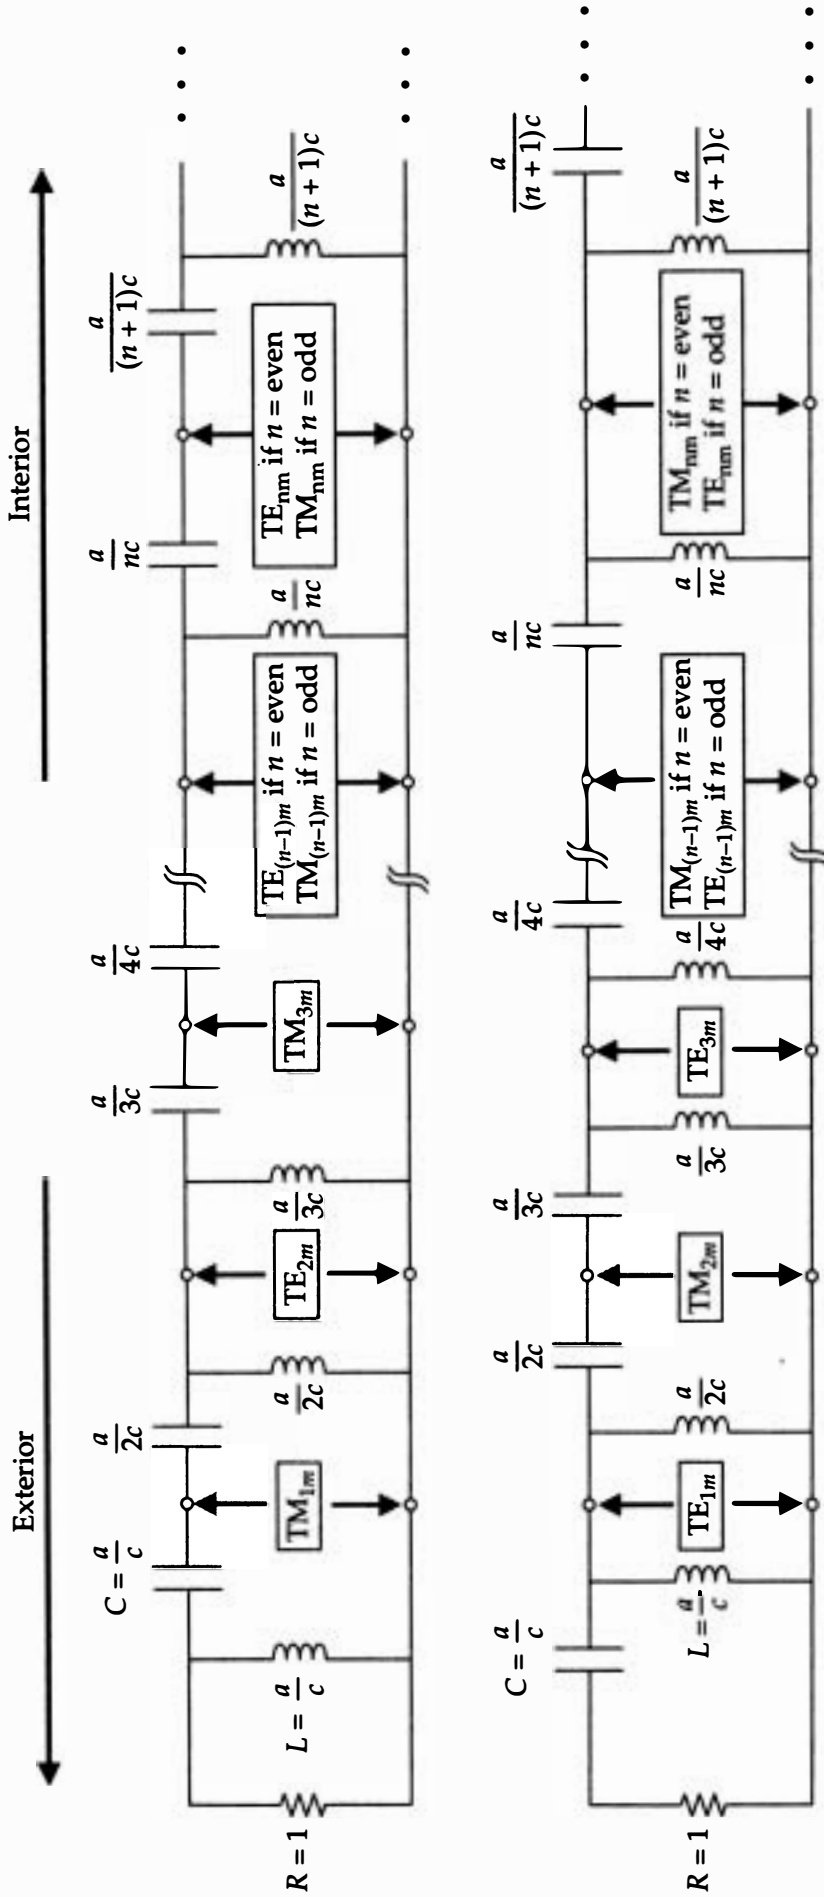 Exterior
Interior
R = 1
L = a/c
C = a/c
TM1m
a/2c
a/2c
TE2m
a/3c
a/3c
TM3m
a/4c
TE(n−1)m if n = even
TM(n−1)m if n = odd
a/nc
a/nc
TEnm if n = even
TMnm if n = odd
a/(n + 1)c
a/(n + 1)c
R = 1
C = a/c
L = a/c
TE1m
a/2c
a/2c
TM2m
a/3c
a/3c
TE3m
a/4c
a/4c
TM(n−1)m if n = even
TE(n−1)m if n = odd
a/nc
a/nc
TMnm if n = even
TEnm if n = odd
a/(n + 1)c
a/(n + 1)c